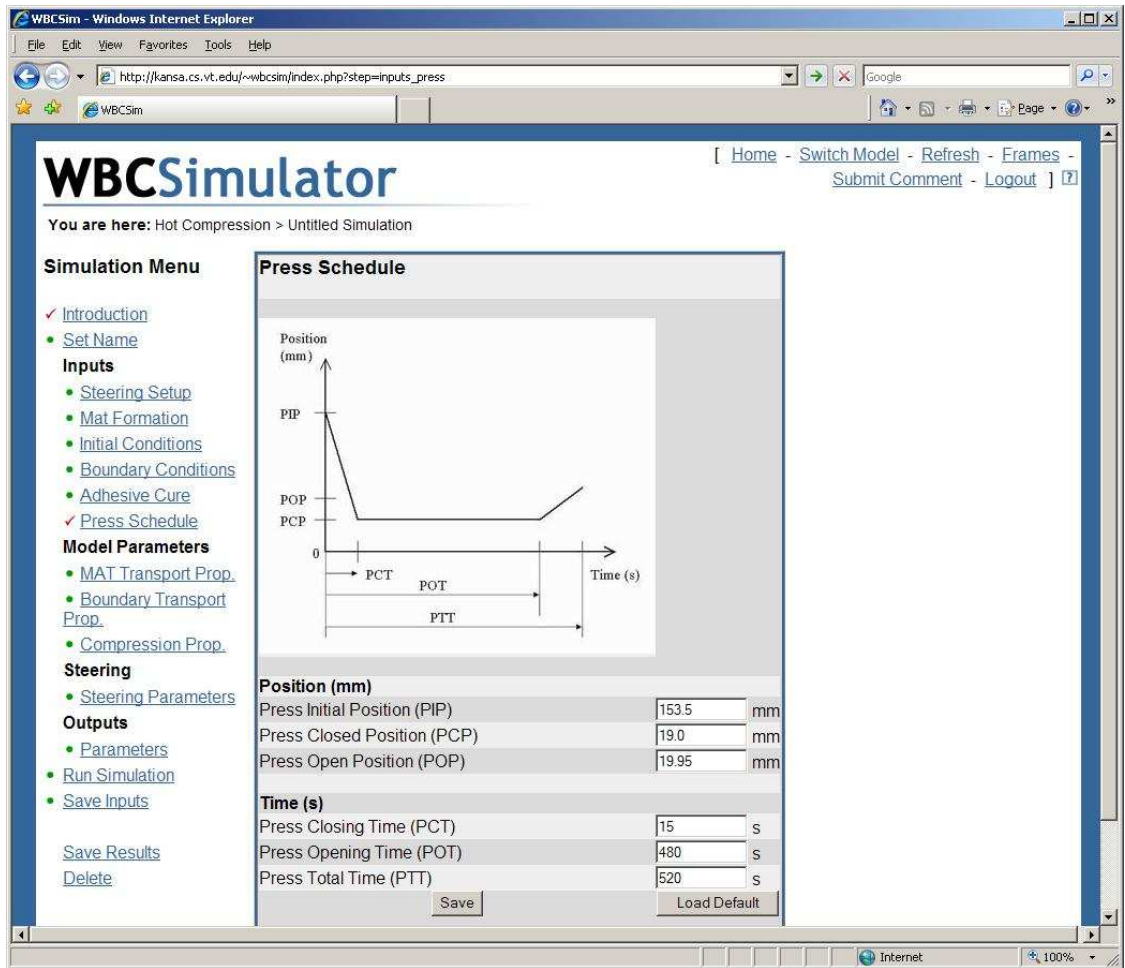 WBCSim - Windows Internet Explorer
File Edit View Favorites Tools Help
http://kansa.cs.vt.edu/~wbcsim/index.php?step=inputs_press
Google
WBCSim
Page
WBCSimulator
[ Home - Switch Model - Refresh - Frames -
Submit Comment - Logout ] ?
You are here: Hot Compression > Untitled Simulation
Simulation Menu
Introduction
Set Name
Inputs
Steering Setup
Mat Formation
Initial Conditions
Boundary Conditions
Adhesive Cure
Press Schedule
Model Parameters
MAT Transport Prop.
Boundary Transport
Prop.
Compression Prop.
Steering
Steering Parameters
Outputs
Parameters
Run Simulation
Save Inputs
Save Results
Delete
Press Schedule
Position
(mm)
PIP
POP
PCP
0
PCT
POT
PTT
Time (s)
Position (mm)
Press Initial Position (PIP) 153.5 mm
Press Closed Position (PCP) 19.0 mm
Press Open Position (POP) 19.95 mm
Time (s)
Press Closing Time (PCT) 15 s
Press Opening Time (POT) 480 s
Press Total Time (PTT) 520 s
Save Load Default
Internet 100%